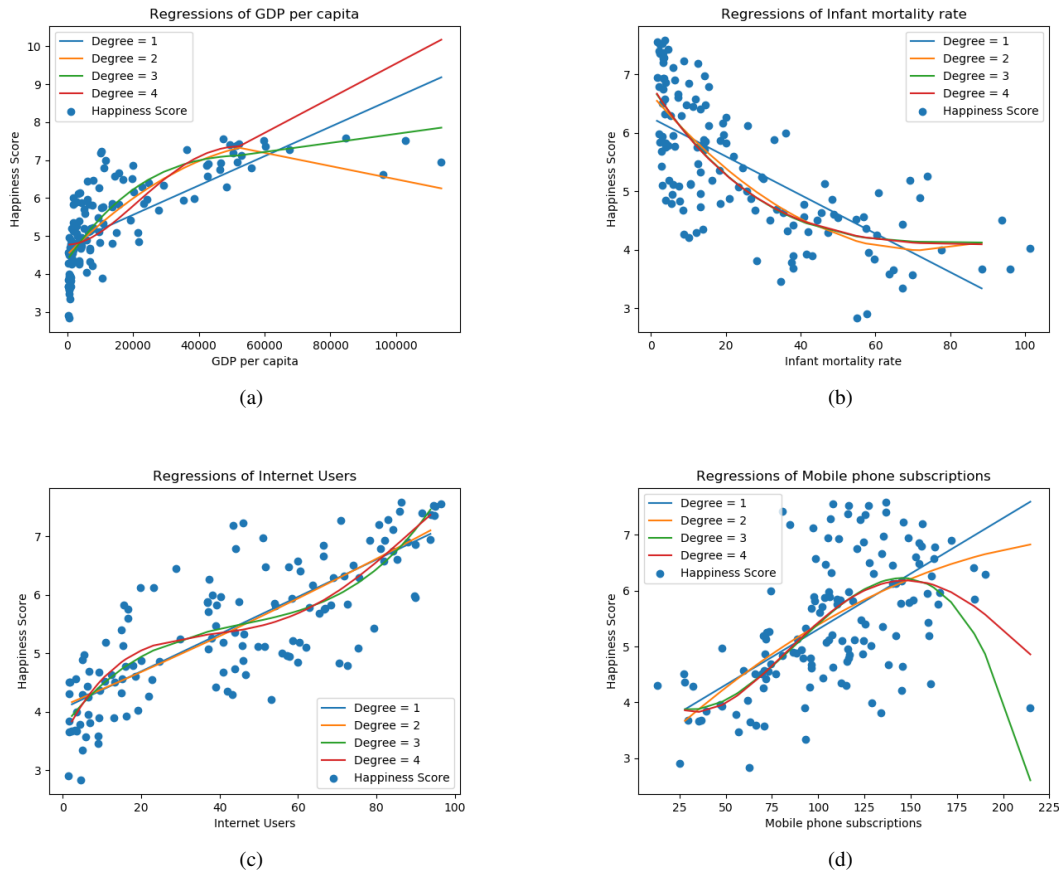 Regressions of GDP per capita
Degree = 1
Degree = 2
Degree = 3
Degree = 4
Happiness Score
Happiness Score
10
9
8
7
6
5
4
3
0 20000 40000 60000 80000 100000
GDP per capita
(a)
Regressions of Infant mortality rate
Degree = 1
Degree = 2
Degree = 3
Degree = 4
Happiness Score
Happiness Score
7
6
5
4
3
0 20 40 60 80 100
Infant mortality rate
(b)
Regressions of Internet Users
Degree = 1
Degree = 2
Degree = 3
Degree = 4
Happiness Score
Happiness Score
7
6
5
4
3
0 20 40 60 80 100
Internet Users
(c)
Regressions of Mobile phone subscriptions
Degree = 1
Degree = 2
Degree = 3
Degree = 4
Happiness Score
Happiness Score
7
6
5
4
3
25 50 75 100 125 150 175 200 225
Mobile phone subscriptions
(d)